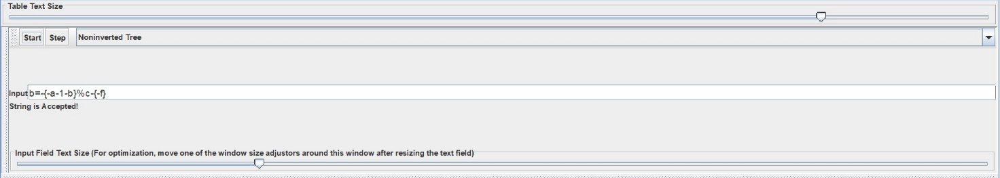 Table Text Size
Start Step Noninverted Tree
Input b=-{-a-1-b}%c-{-f}
String is Accepted!
Input Field Text Size (For optimization, move one of the window size adjustors around this window after resizing the text field)